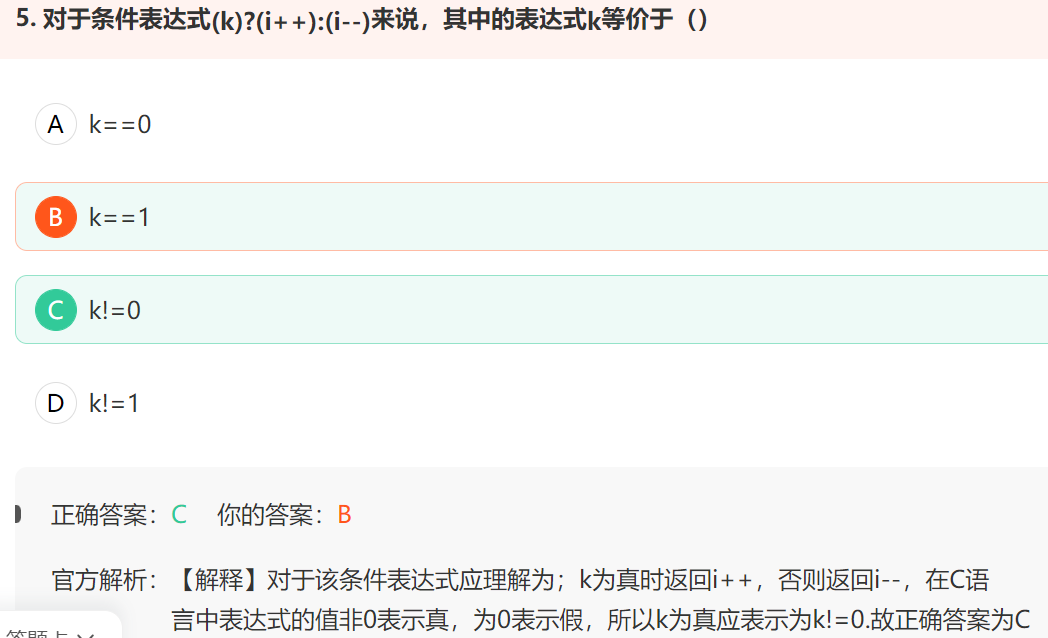 5. 对于条件表达式(k)?(i++):(i--)来说，其中的表达式k等价于（）
A k==0
B k==1
C k!=0
D k!=1
正确答案：C 你的答案：B
官方解析：【解释】对于该条件表达式应理解为；k为真时返回i++，否则返回i--，在C语
言中表达式的值非0表示真，为0表示假，所以k为真应表示为k!=0.故正确答案为C
答题卡